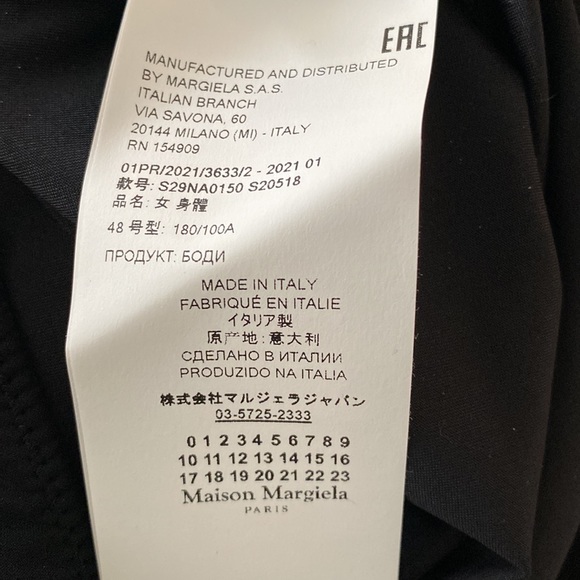 EAC
MANUFACTURED AND DISTRIBUTED
BY MARGIELA S.A.S.
ITALIAN BRANCH
VIA SAVONA, 60
20144 MILANO (MI) - ITALY
RN 154909
01PR/2021/3633/2 - 2021 01
款号: S29NA0150 S20518
品名: 女 身體
48 号型: 180/100A
ПРОДУКТ: БОДИ
MADE IN ITALY
FABRIQUÉ EN ITALIE
イタリア製
原产地: 意大利
СДЕЛАНО В ИТАЛИИ
PRODUZIDO NA ITALIA
株式会社マルジェラジャパン
03-5725-2333
0 1 2 3 4 5 6 7 8 9
10 11 12 13 14 15 16
17 18 19 20 21 22 23
Maison Margiela
PARIS